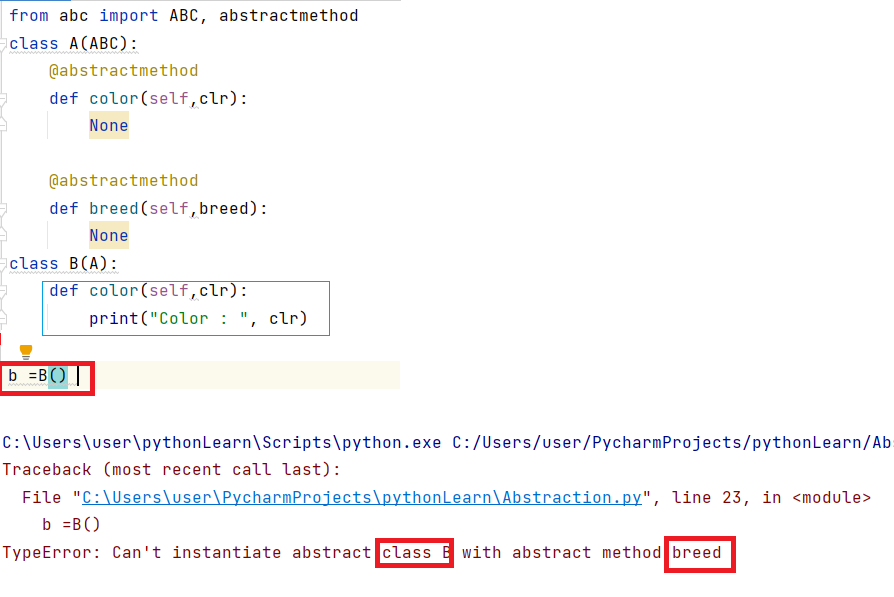 from abc import ABC, abstractmethod
class A(ABC):
    @abstractmethod
    def color(self,clr):
        None
    @abstractmethod
    def breed(self,breed):
        None
class B(A):
    def color(self,clr):
        print("Color : ", clr)
b =B()
C:\Users\user\pythonLearn\Scripts\python.exe C:/Users/user/PycharmProjects/pythonLearn/Abs
Traceback (most recent call last):
  File "C:\Users\user\PycharmProjects\pythonLearn\Abstraction.py", line 23, in <module>
    b =B()
TypeError: Can't instantiate abstract class B with abstract method breed